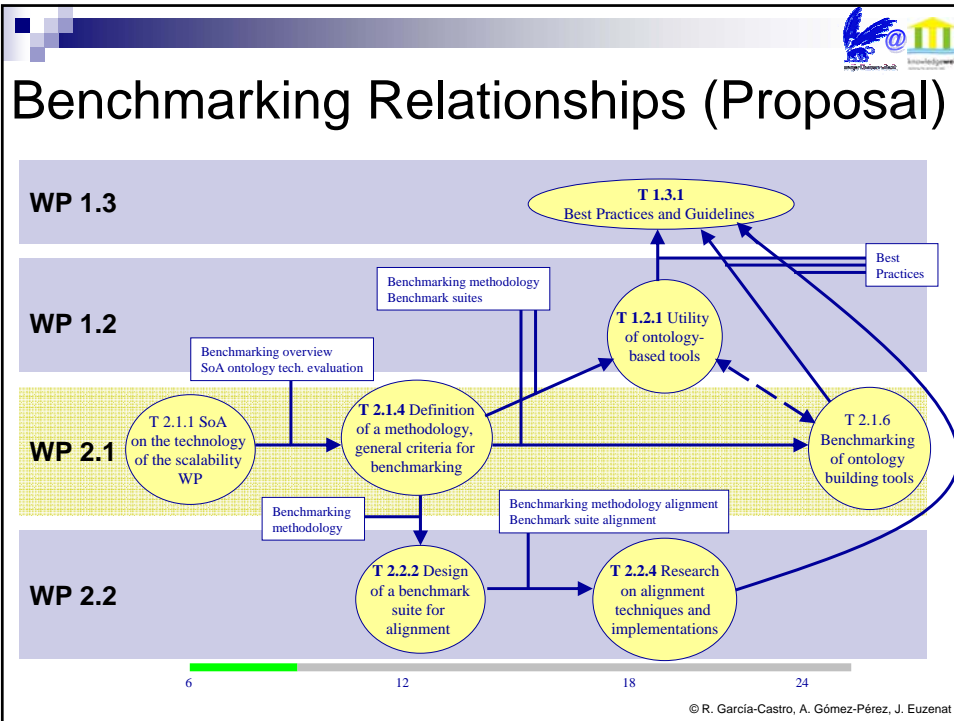 @
knowledgeweb
Benchmarking Relationships (Proposal)
WP 1.3
T 1.3.1
Best Practices and Guidelines
Best
Practices
WP 1.2
Benchmarking methodology
Benchmark suites
T 1.2.1 Utility
of ontology-
based tools
Benchmarking overview
SoA ontology tech. evaluation
WP 2.1
T 2.1.1 SoA
on the technology
of the scalability
WP
T 2.1.4 Definition
of a methodology,
general criteria for
benchmarking
T 2.1.6
Benchmarking
of ontology
building tools
Benchmarking
methodology
Benchmarking methodology alignment
Benchmark suite alignment
WP 2.2
T 2.2.2 Design
of a benchmark
suite for
alignment
T 2.2.4 Research
on alignment
techniques and
implementations
6
12
18
24
© R. García-Castro, A. Gómez-Pérez, J. Euzenat